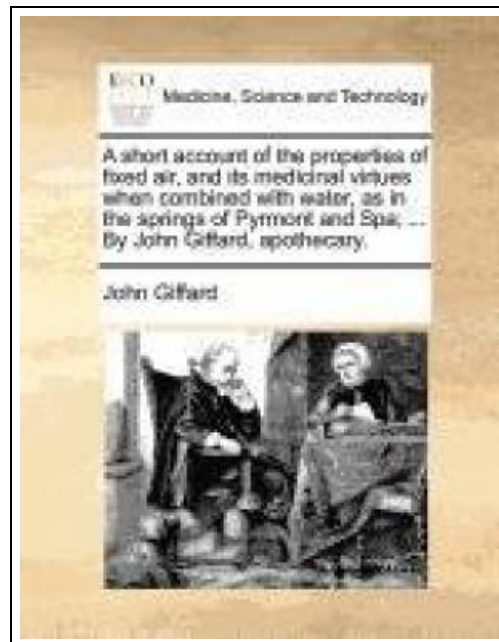 ECCO
Medicine, Science and Technology
A short account of the properties of
fixed air, and its medicinal virtues
when combined with water, as in
the springs of Pyrmont and Spa; ...
By John Giffard, apothecary.
John Giffard